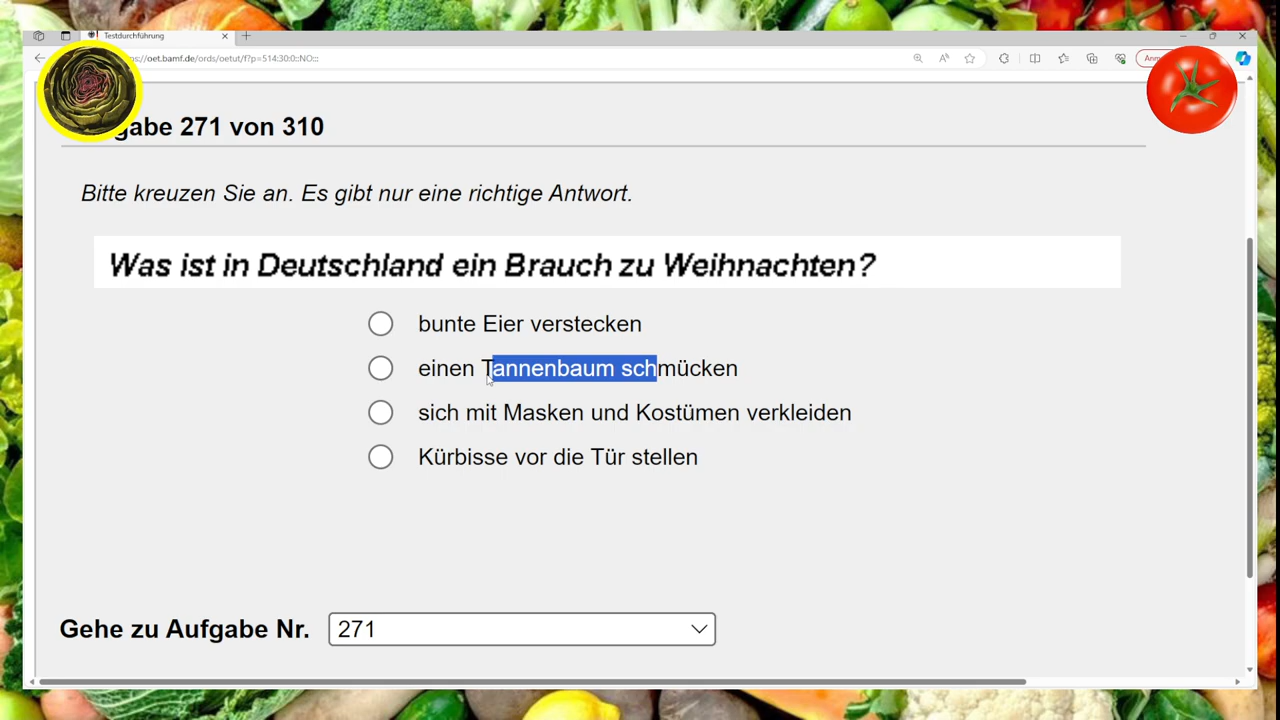 Testdurchführung
://oet.bamf.de/ords/oetut/f?p=514:30:0::NO:::
gabe 271 von 310
Bitte kreuzen Sie an. Es gibt nur eine richtige Antwort.
Was ist in Deutschland ein Brauch zu Weihnachten?
bunte Eier verstecken
einen Tannenbaum schmücken
sich mit Masken und Kostümen verkleiden
Kürbisse vor die Tür stellen
Gehe zu Aufgabe Nr. 271